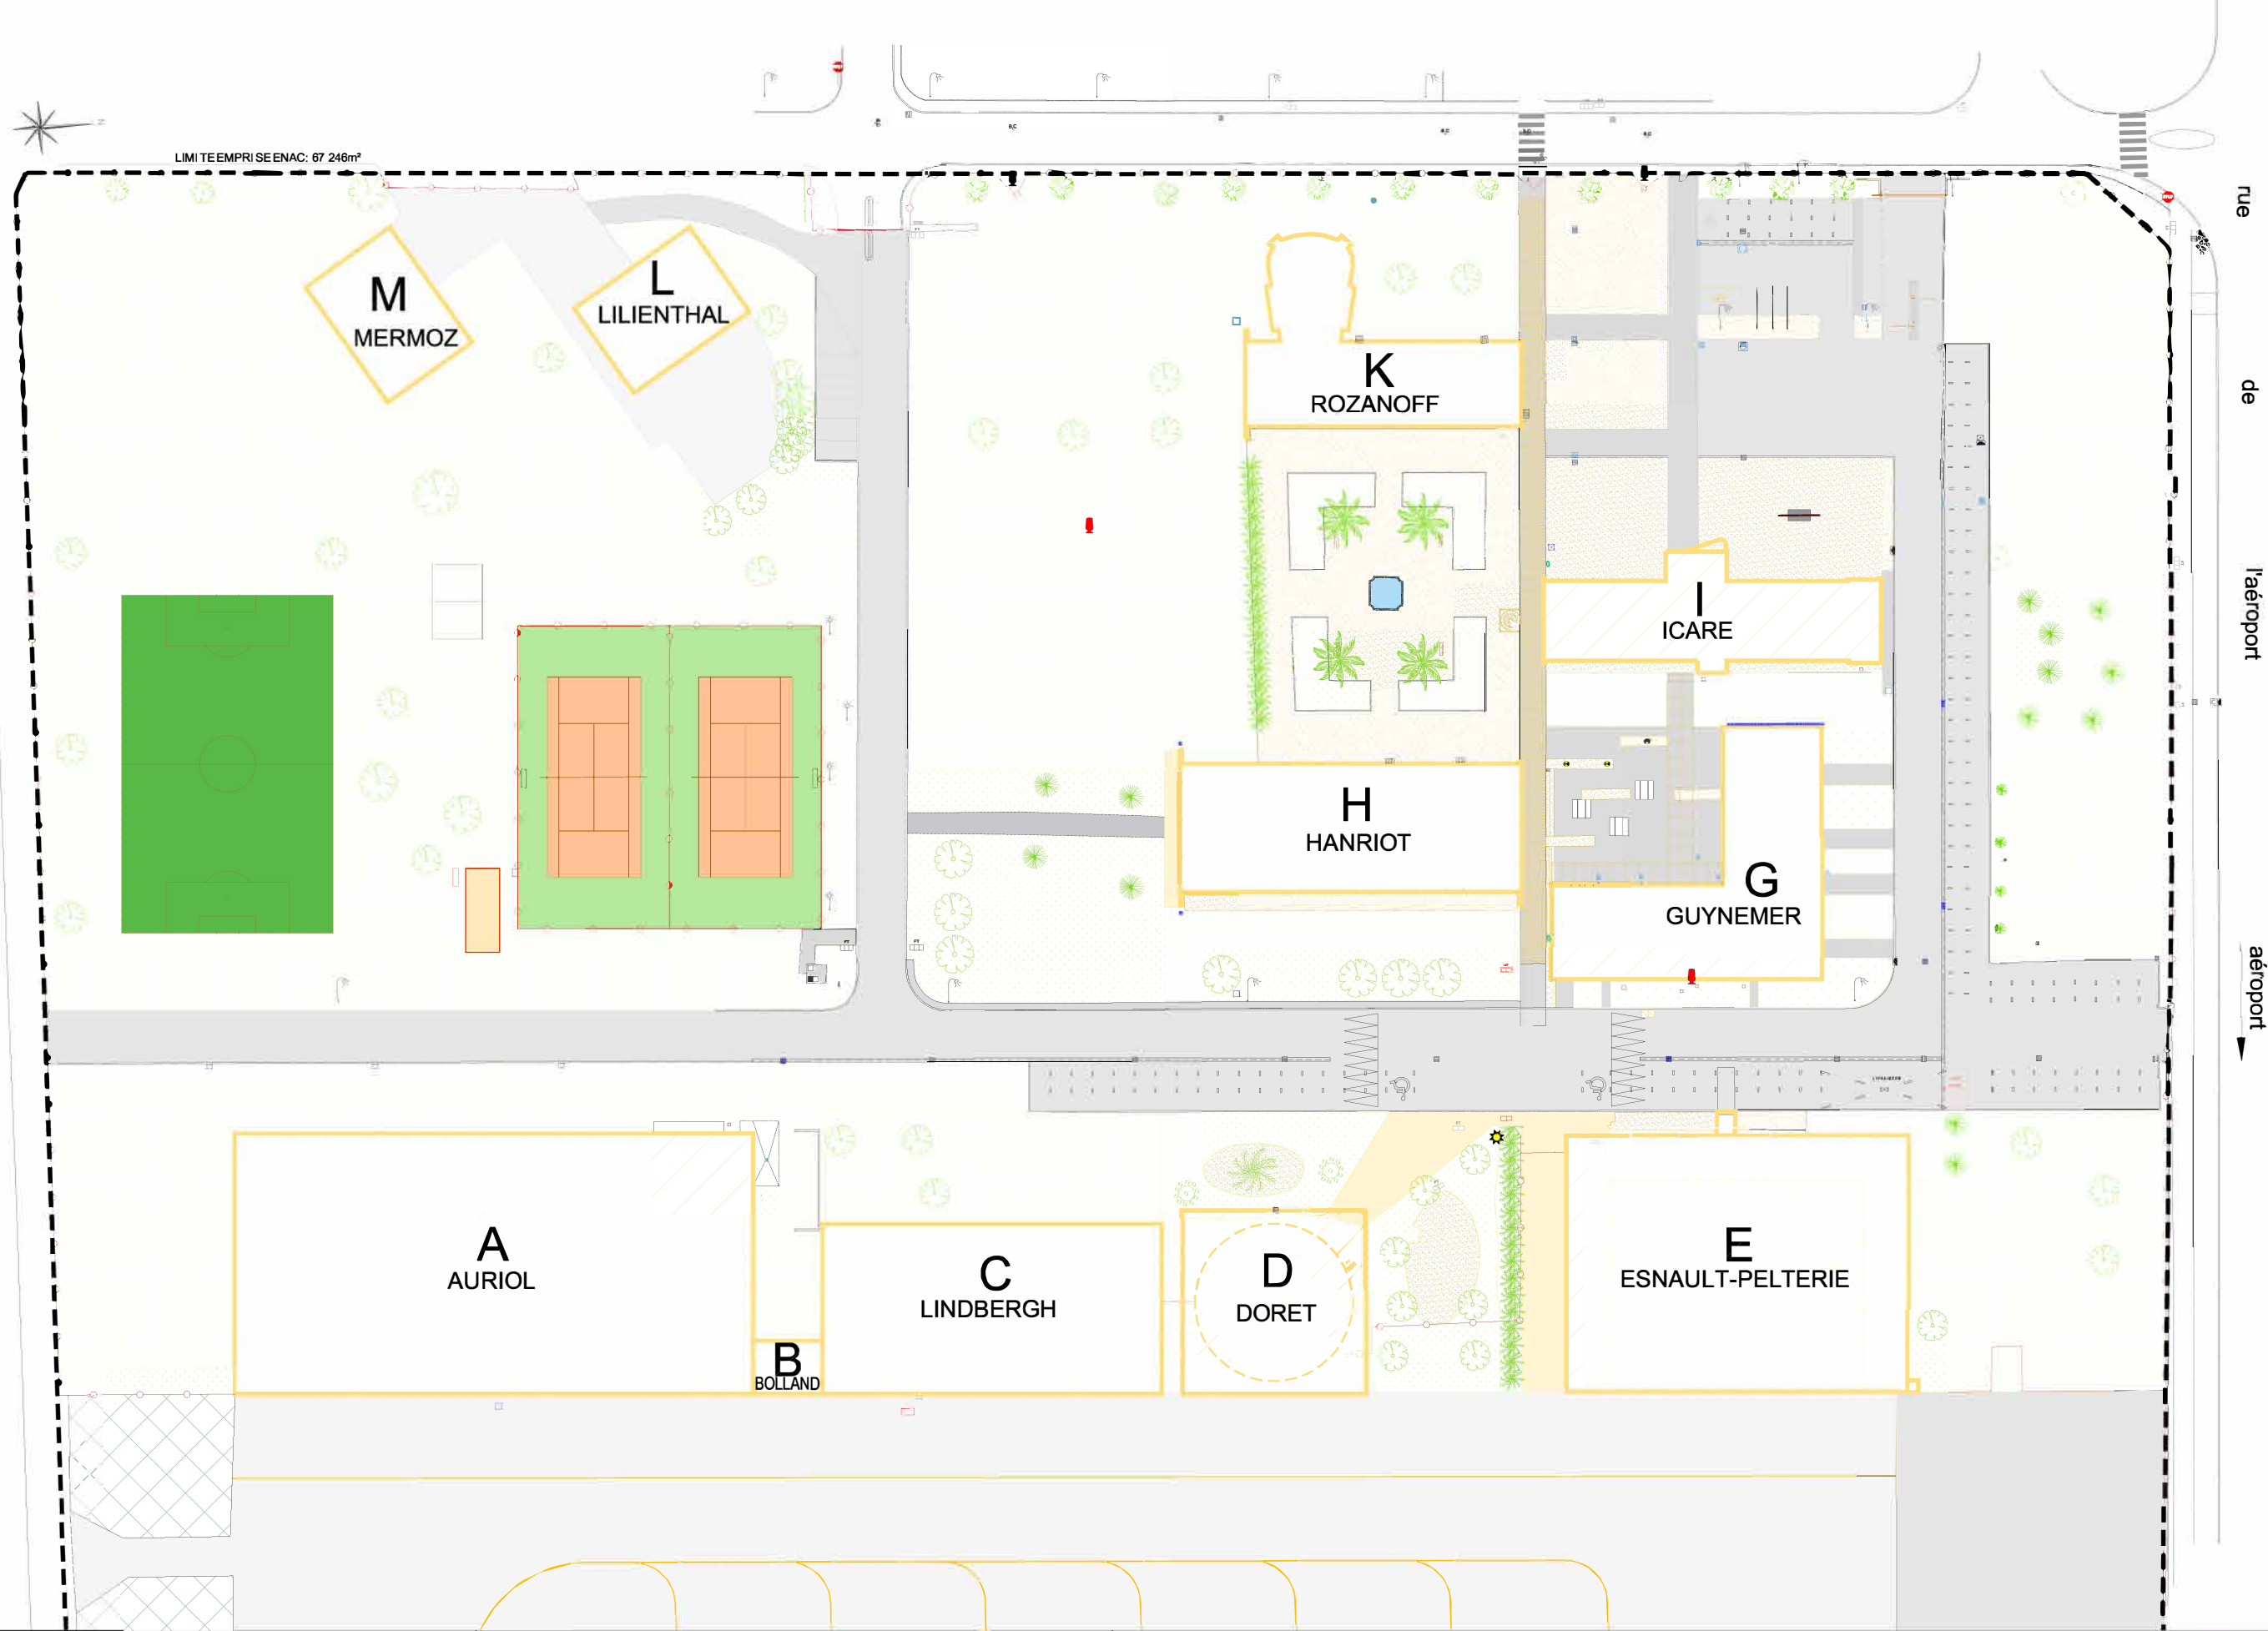 LIMITE EMPRISE ENAC: 67 246m²
rue
de
l'aéroport
aéroport
M
MERMOZ
L
LILIENTHAL
K
ROZANOFF
I
ICARE
H
HANRIOT
G
GUYNEMER
A
AURIOL
B
BOLLAND
C
LINDBERGH
D
DORET
E
ESNAULT-PELTERIE